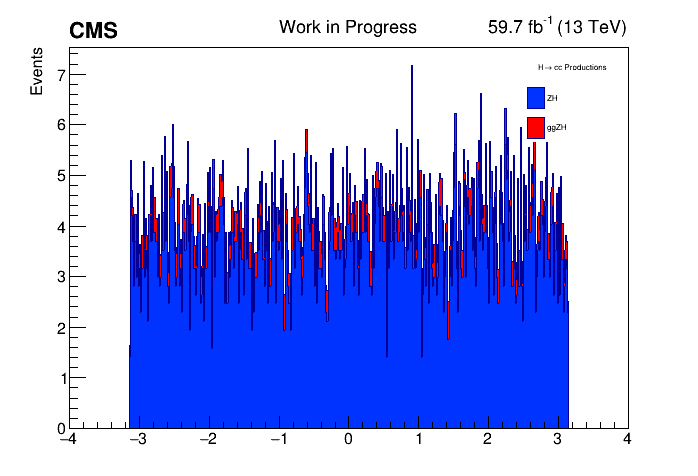 CMS Work in Progress 59.7 fb⁻¹ (13 TeV)
Events
H → cc Productions
ZH
ggZH
7
6
5
4
3
2
1
0
−4 −3 −2 −1 0 1 2 3 4